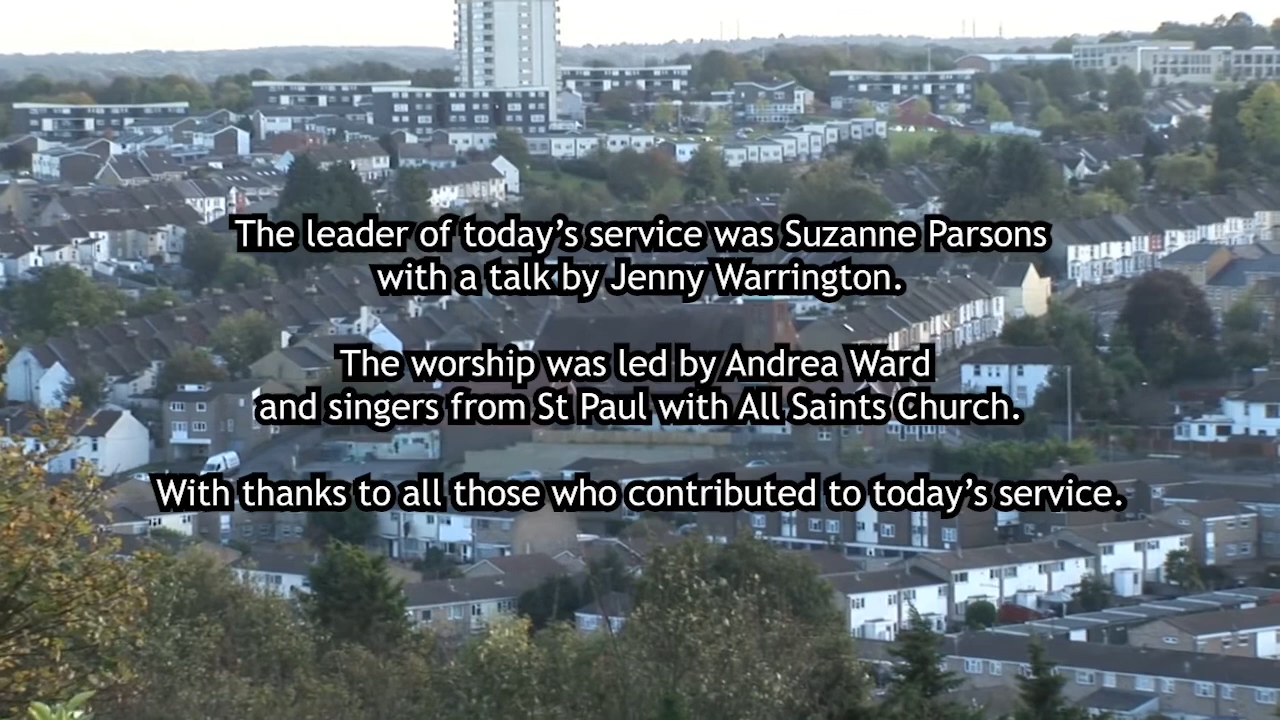 The leader of today’s service was Suzanne Parsons
with a talk by Jenny Warrington.
The worship was led by Andrea Ward
and singers from St Paul with All Saints Church.
With thanks to all those who contributed to today’s service.